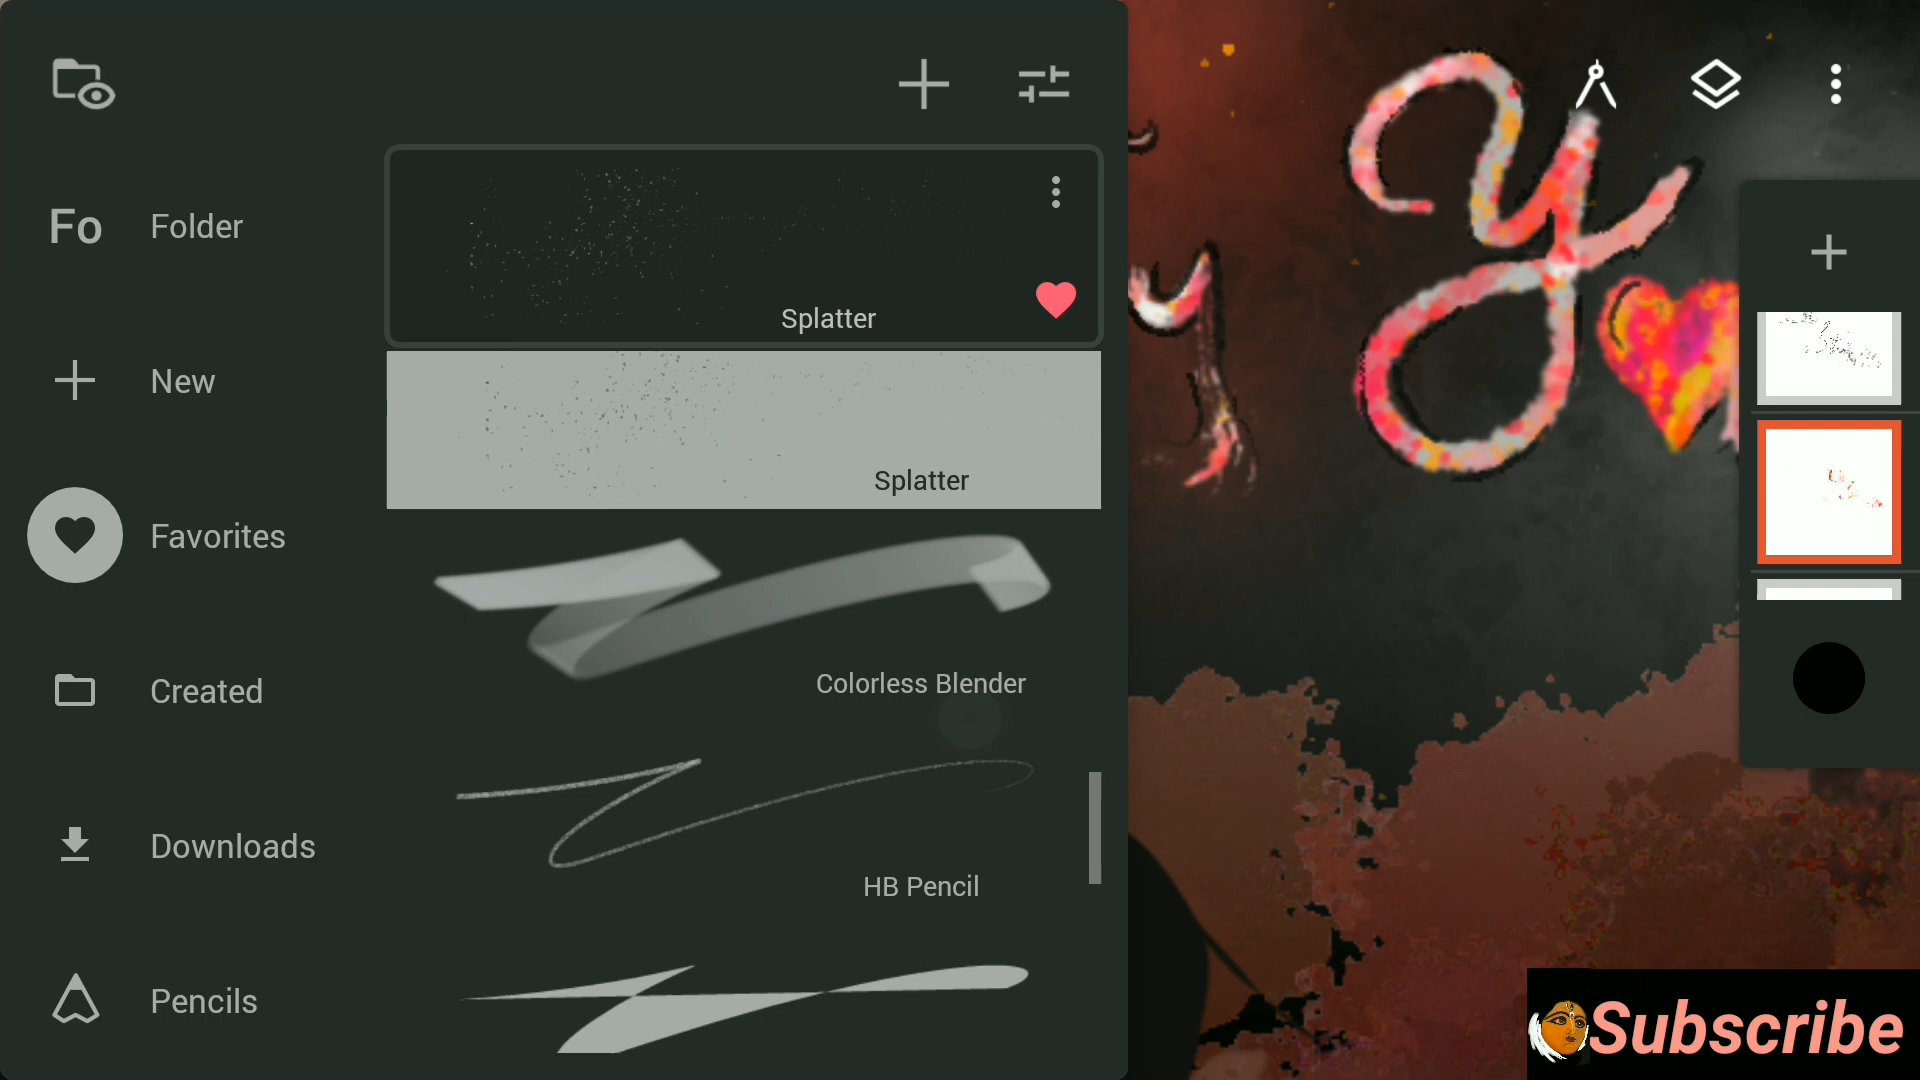 Fo Folder
New
Favorites
Created
Downloads
Pencils
Splatter
Splatter
Colorless Blender
HB Pencil
y
Subscribe